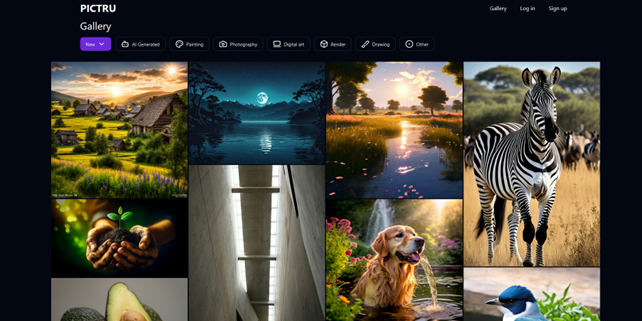 PICTRU
Gallery
Log in
Sign up
Gallery
New
AI Generated
Painting
Photography
Digital art
Render
Drawing
Other